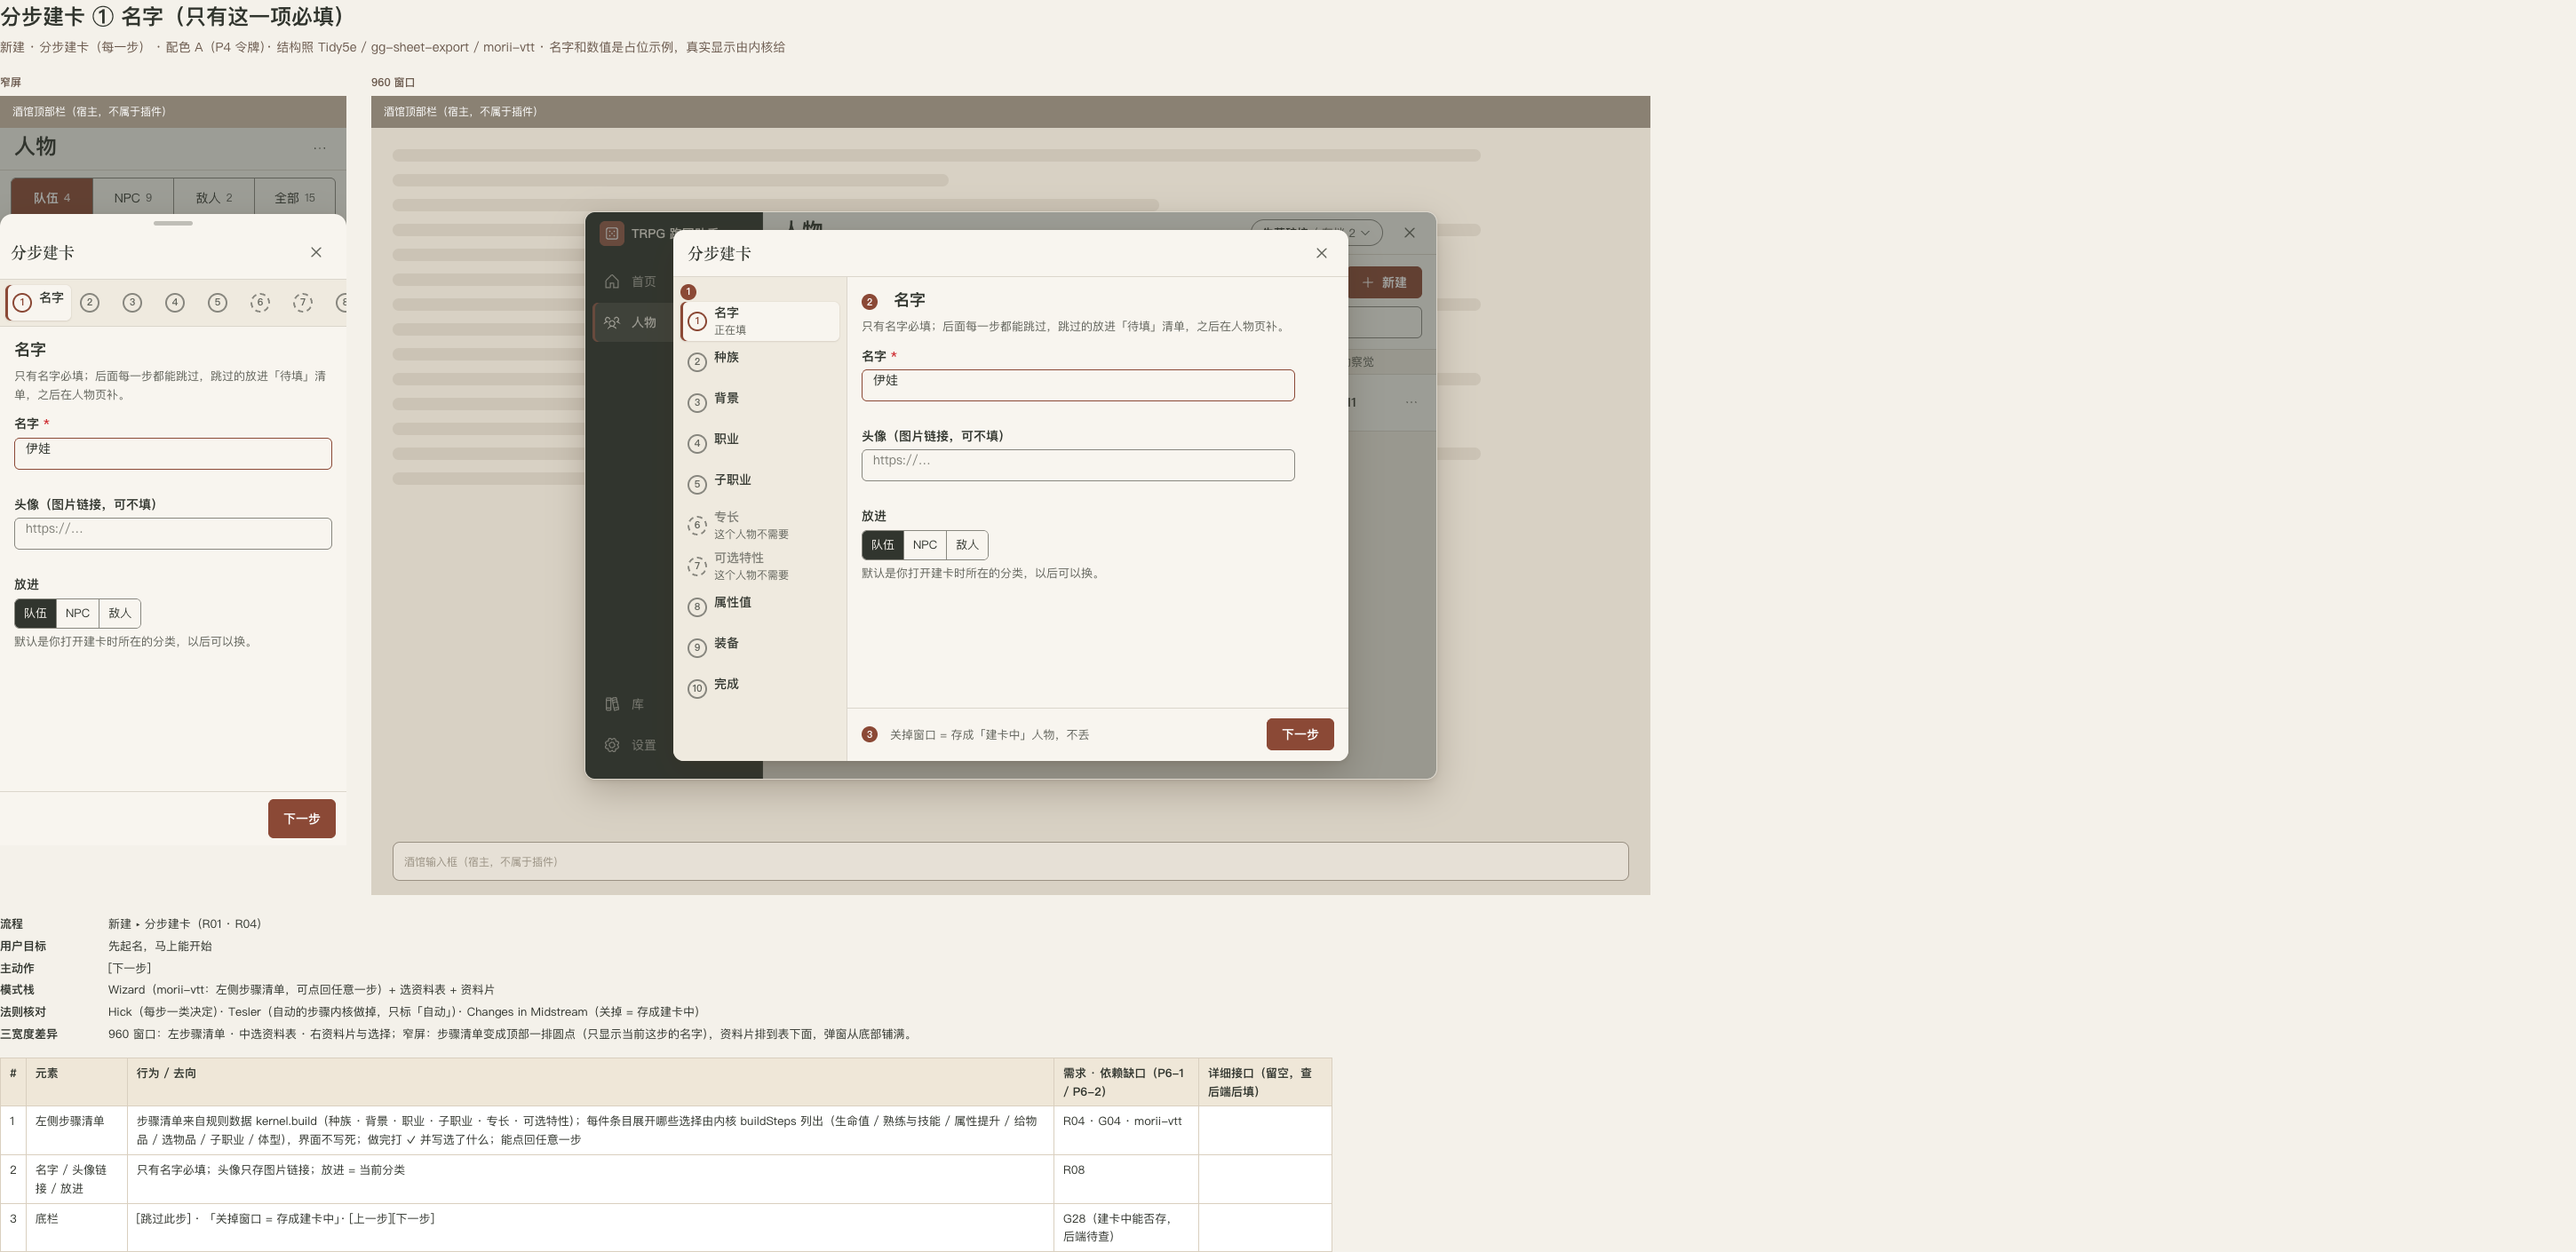 分步建卡 ① 名字（只有这一项必填）
新建 · 分步建卡（每一步） · 配色 A（P4 令牌）· 结构照 Tidy5e / gg-sheet-export / morii-vtt · 名字和数值是占位示例，真实显示由内核给
窄屏
酒馆顶部栏（宿主，不属于插件）
人物
…
队伍 4
NPC 9
敌人 2
全部 15
分步建卡
1 名字 2 3 4 5 6 7
名字
只有名字必填；后面每一步都能跳过，跳过的放进「待填」清
单，之后在人物页补。
名字 *
伊娃
头像（图片链接，可不填）
https://…
放进
队伍 NPC 敌人
默认是你打开建卡时所在的分类，以后可以换。
下一步
960 窗口
酒馆顶部栏（宿主，不属于插件）
TRPG
首页
人物
库
设置
2
＋ 新建
察觉
11 …
分步建卡
1
1 名字
正在填
2 种族
3 背景
4 职业
5 子职业
6 专长
这个人物不需要
7 可选特性
这个人物不需要
8 属性值
9 装备
10 完成
2 名字
只有名字必填；后面每一步都能跳过，跳过的放进「待填」清单，之后在人物页补。
名字 *
伊娃
头像（图片链接，可不填）
https://…
放进
队伍 NPC 敌人
默认是你打开建卡时所在的分类，以后可以换。
3 关掉窗口 = 存成「建卡中」人物，不丢
下一步
酒馆输入框（宿主，不属于插件）
流程 新建 ▸ 分步建卡（R01 · R04）
用户目标 先起名，马上能开始
主动作 [下一步]
模式栈 Wizard（morii-vtt：左侧步骤清单，可点回任意一步）+ 选资料表 + 资料片
法则核对 Hick（每步一类决定）· Tesler（自动的步骤内核做掉，只标「自动」）· Changes in Midstream（关掉 = 存成建卡中）
三宽度差异 960 窗口：左步骤清单 · 中选资料表 · 右资料片与选择；窄屏：步骤清单变成顶部一排圆点（只显示当前这步的名字），资料片排到表下面，弹窗从底部铺满。
# 元素 行为 / 去向 需求 · 依赖缺口（P6-1
/ P6-2） 详细接口（留空，查
后端后填）
1 左侧步骤清单 步骤清单来自规则数据 kernel.build（种族 · 背景 · 职业 · 子职业 · 专长 · 可选特性）；每件条目展开哪些选择由内核 buildSteps 列出（生命值 / 熟练与技能 / 属性提升 / 给物
品 / 选物品 / 子职业 / 体型），界面不写死；做完打 ✓ 并写选了什么；能点回任意一步 R04 · G04 · morii-vtt
2 名字 / 头像链
接 / 放进 只有名字必填；头像只存图片链接；放进 = 当前分类 R08
3 底栏 [跳过此步] · 「关掉窗口 = 存成建卡中」· [上一步][下一步] G28（建卡中能否存，
后端待查）